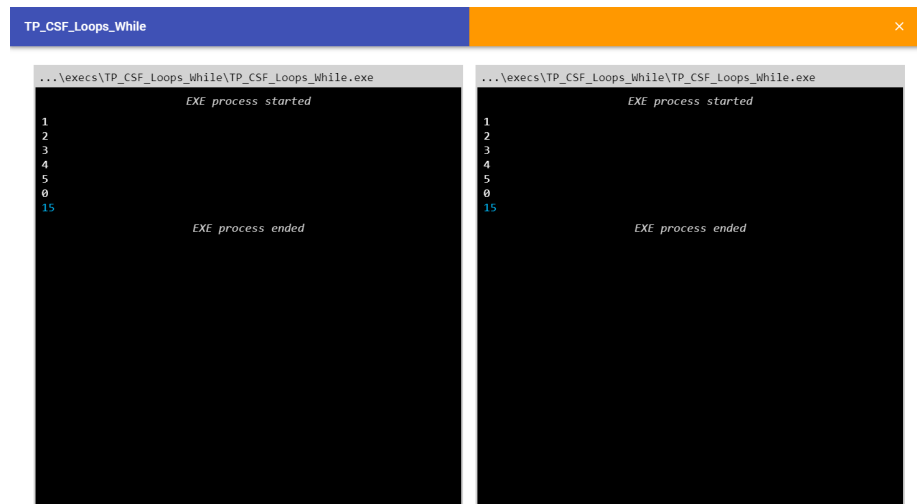 TP_CSF_Loops_While
×
...\execs\TP_CSF_Loops_While\TP_CSF_Loops_While.exe
EXE process started
1
2
3
4
5
0
15
EXE process ended
...\execs\TP_CSF_Loops_While\TP_CSF_Loops_While.exe
EXE process started
1
2
3
4
5
0
15
EXE process ended